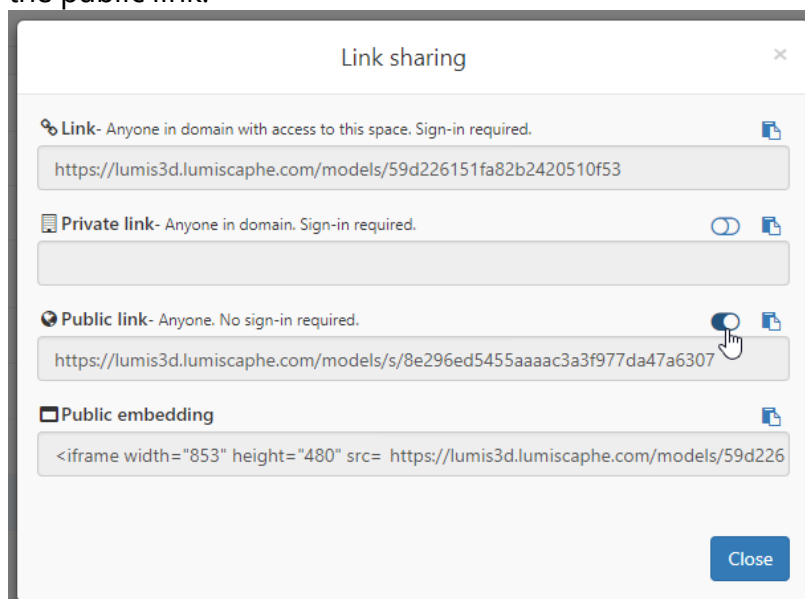 the public link.
Link sharing ×
Link- Anyone in domain with access to this space. Sign-in required.
https://lumis3d.lumiscaphe.com/models/59d226151fa82b2420510f53
Private link- Anyone in domain. Sign-in required.
Public link- Anyone. No sign-in required.
https://lumis3d.lumiscaphe.com/models/s/8e296ed5455aaaac3a3f977da47a6307
Public embedding
<iframe width="853" height="480" src= https://lumis3d.lumiscaphe.com/models/59d226
Close